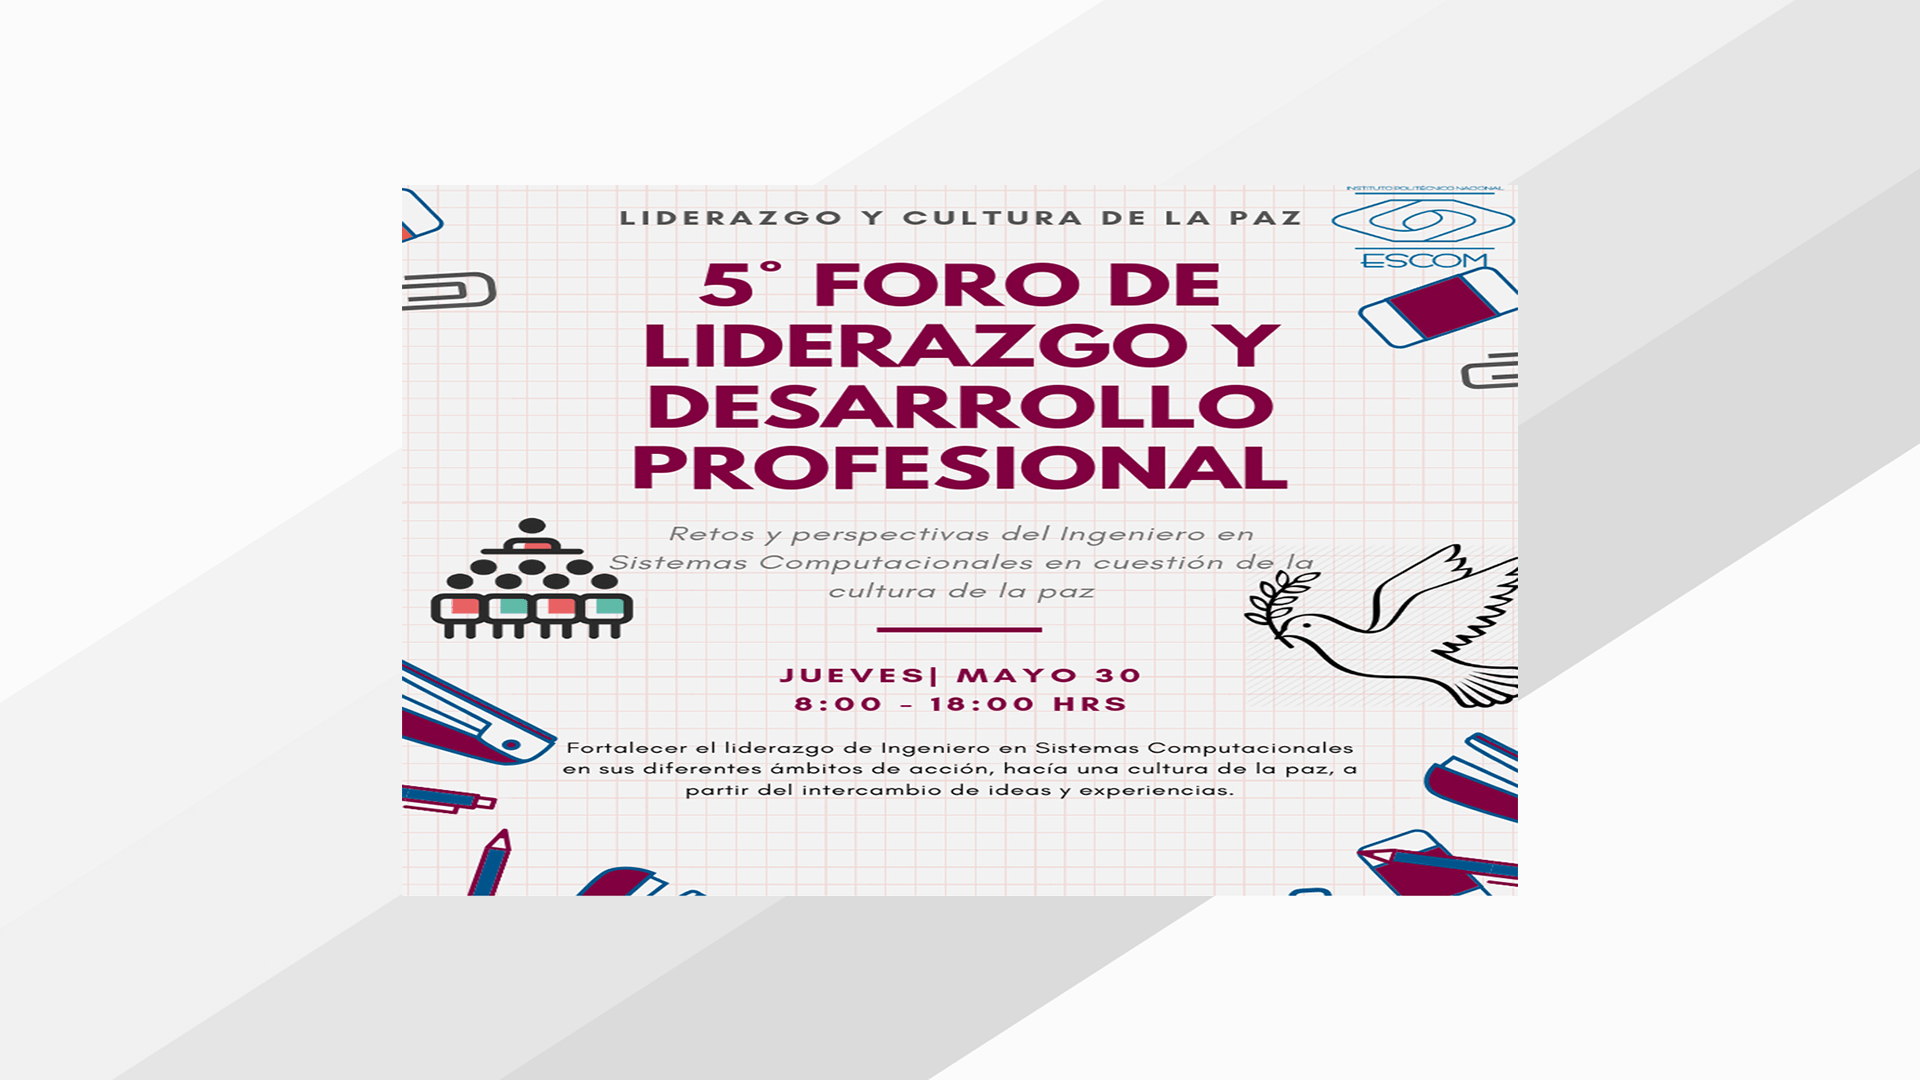 INSTITUTO POLITÉCNICO NACIONAL
LIDERAZGO Y CULTURA DE LA PAZ
ESCOM
5° FORO DE
LIDERAZGO Y
DESARROLLO
PROFESIONAL
Retos y perspectivas del Ingeniero en
Sistemas Computacionales en cuestión de la
cultura de la paz
JUEVES| MAYO 30
8:00 - 18:00 HRS
Fortalecer el liderazgo de Ingeniero en Sistemas Computacionales
en sus diferentes ámbitos de acción, hacía una cultura de la paz, a
partir del intercambio de ideas y experiencias.